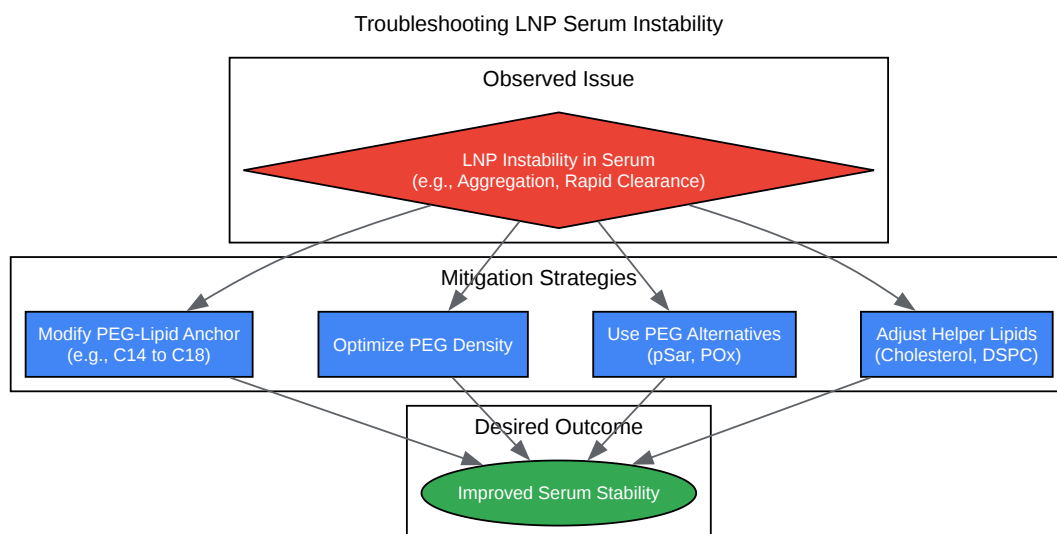 Troubleshooting LNP Serum Instability
Observed Issue
LNP Instability in Serum
(e.g., Aggregation, Rapid Clearance)
Mitigation Strategies
Modify PEG-Lipid Anchor
(e.g., C14 to C18)
Optimize PEG Density
Use PEG Alternatives
(pSar, POx)
Adjust Helper Lipids
(Cholesterol, DSPC)
Desired Outcome
Improved Serum Stability